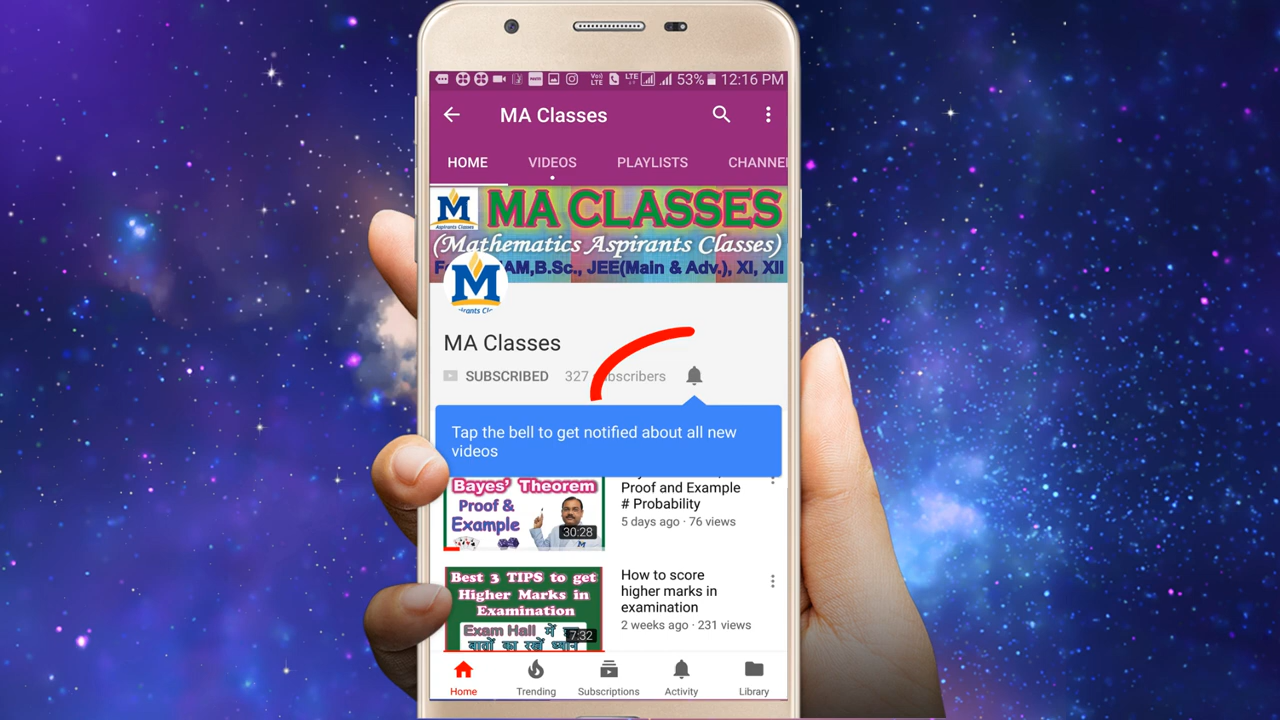 53% 12:16 PM
MA Classes
HOME VIDEOS PLAYLISTS CHANNE
M MA CLASSES
Aspirants Classes
(Mathematics Aspirants Classes)
AM,B.Sc., JEE(Main & Adv.), XI, XII
M
MA Classes
SUBSCRIBED 327
Tap the bell to get notified about all new
videos
Bayes' Theorem
Proof &
Example
30:28
Proof and Example
# Probability
5 days ago · 76 views
Best 3 TIPS to get
Higher Marks in
Examination
Exam Hall में
बातों का रखें ध्यान
7:32
How to score
higher marks in
examination
2 weeks ago · 231 views
Home Trending Subscriptions Activity Library